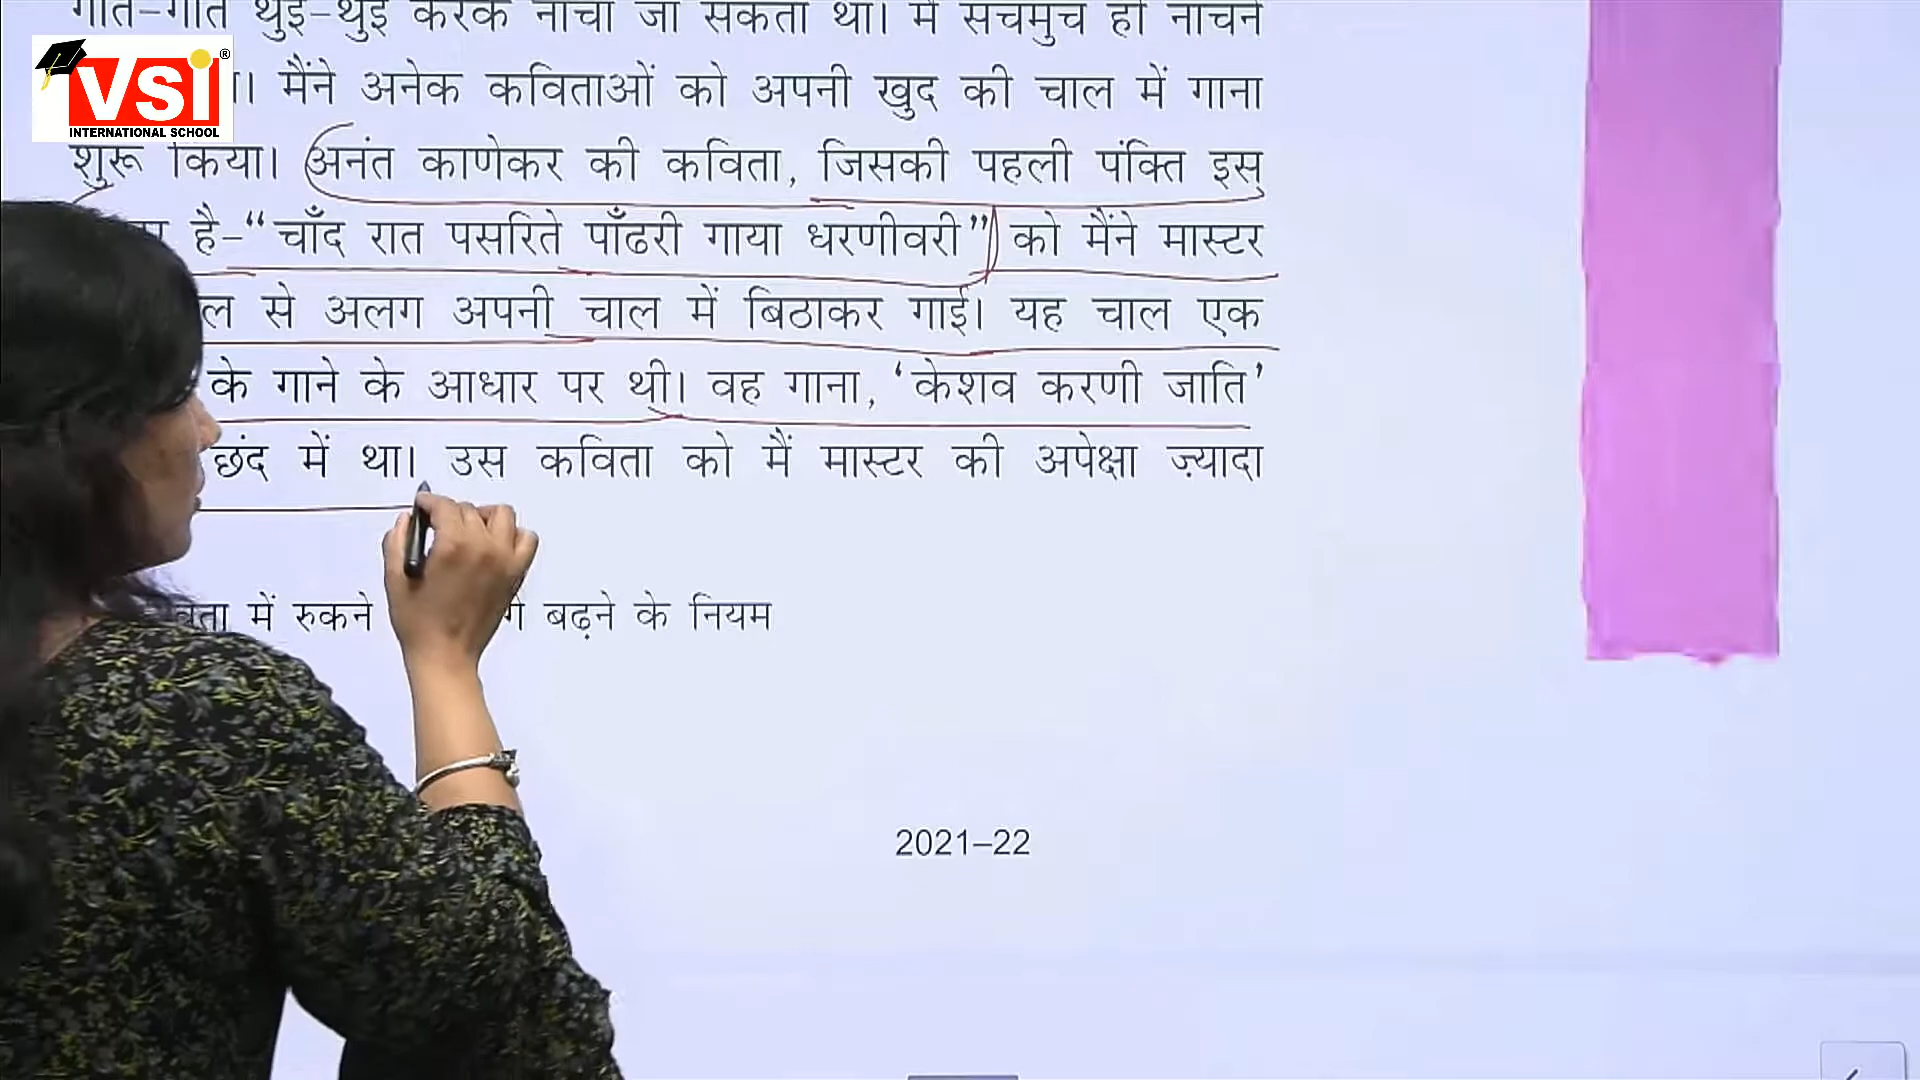 थुई-थुई करके नाचा जा सकता था। मैं सचमुच ही नाचने
VSI ®
INTERNATIONAL SCHOOL
मैंने अनेक कविताओं को अपनी खुद की चाल में गाना
शुरू किया। अनंत काणेकर की कविता, जिसकी पहली पंक्ति इस
है-“चाँद रात पसरिते पाँढरी गाया धरणीवरी” को मैंने मास्टर
से अलग अपनी चाल में बिठाकर गाई। यह चाल एक
के गाने के आधार पर थी। वह गाना, ‘केशव करणी जाति’
छंद में था। उस कविता को मैं मास्टर की अपेक्षा ज़्यादा
में रुकने बढ़ने के नियम
2021–22